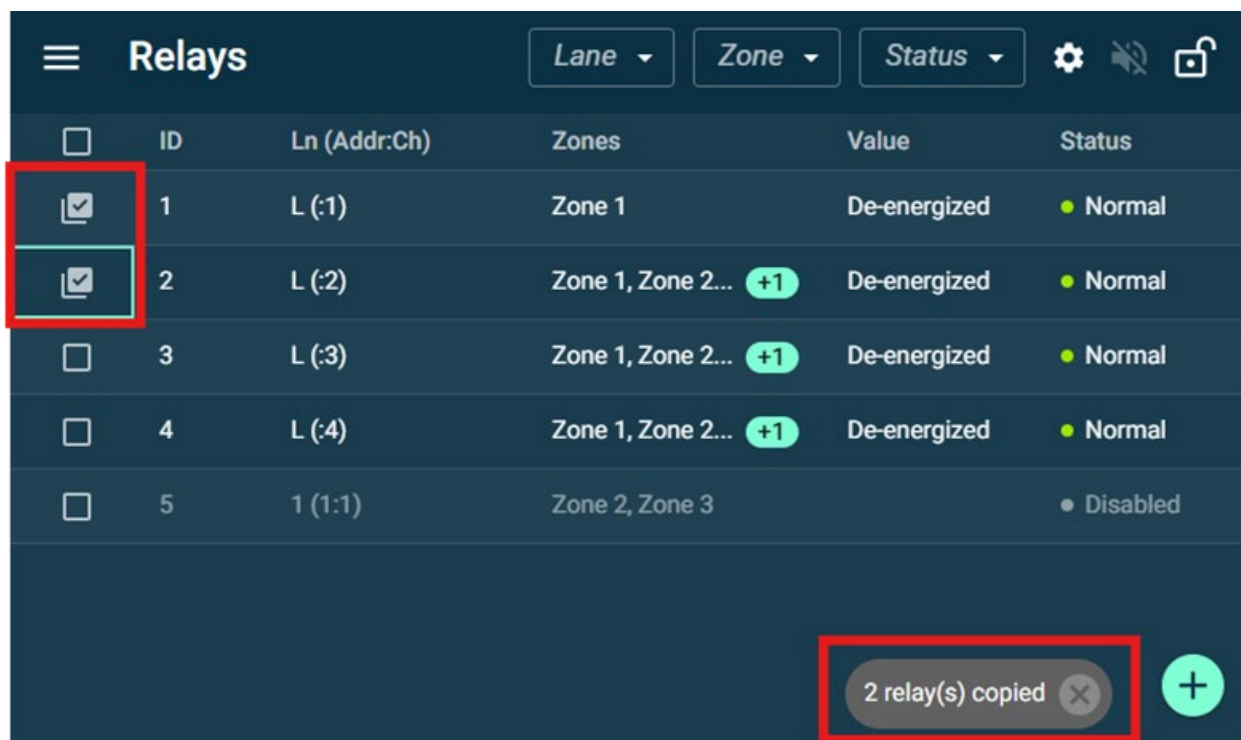 Relays Lane Zone Status
ID Ln (Addr:Ch) Zones Value Status
1 L (:1) Zone 1 De-energized Normal
2 L (:2) Zone 1, Zone 2... +1 De-energized Normal
3 L (:3) Zone 1, Zone 2... +1 De-energized Normal
4 L (:4) Zone 1, Zone 2... +1 De-energized Normal
5 1 (1:1) Zone 2, Zone 3 Disabled
2 relay(s) copied